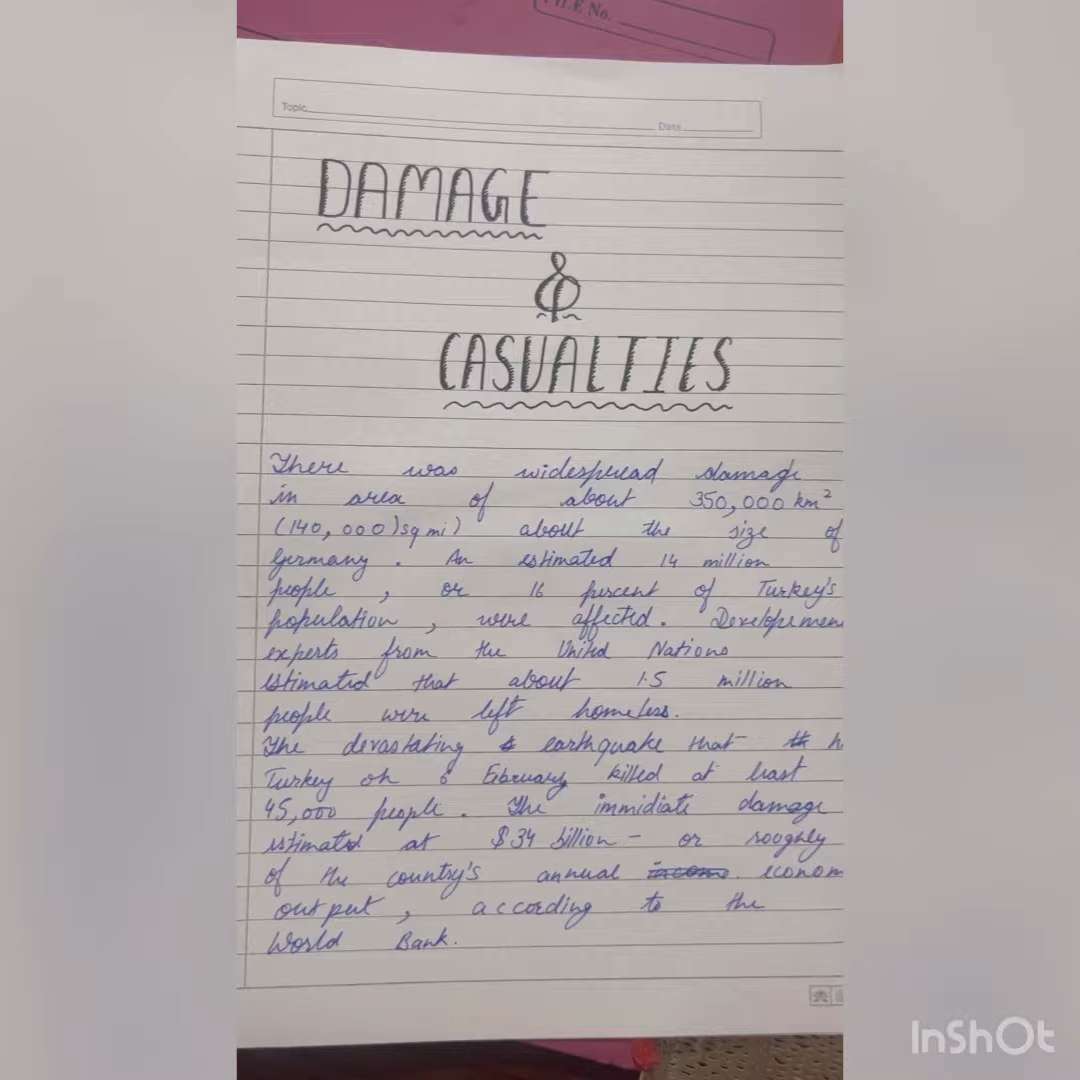 FILE No.
Topic
Date
DAMAGE
&
CASUALTIES
There was widespread damage
in area of about 350,000 km²
(140,000)sq mi) about the size of
Germany. An estimated 14 million
people, or 16 percent of Turkey's
population, were affected. Developemen
experts from the United Nations
estimated that about 1.5 million
people were left homeless.
The devastating earthquake that h
Turkey on 6 February killed at least
45,000 people. The immidiate damage
estimated at $34 billion - or roughly
of the country's annual income econom
output, according to the
World Bank.
InShOt